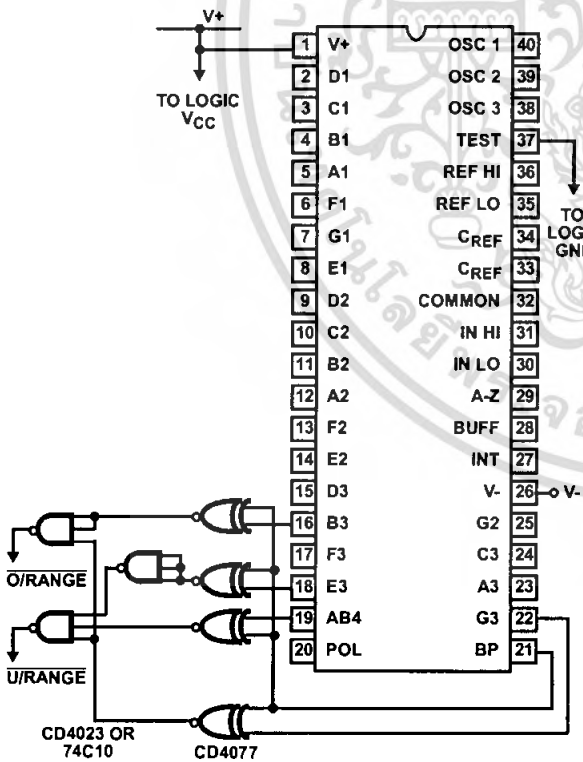 V+
TO LOGIC
VCC
1 V+ OSC 1 40
2 D1 OSC 2 39
3 C1 OSC 3 38
4 B1 TEST 37
5 A1 REF HI 36
6 F1 REF LO 35
7 G1 CREF 34
8 E1 CREF 33
9 D2 COMMON 32
10 C2 IN HI 31
11 B2 IN LO 30
12 A2 A-Z 29
13 F2 BUFF 28
14 E2 INT 27
15 D3 V- 26 V-
16 B3 G2 25
17 F3 C3 24
18 E3 A3 23
19 AB4 G3 22
20 POL BP 21
TO
GND
O/RANGE
U/RANGE
CD4023 OR
74C10
CD4077